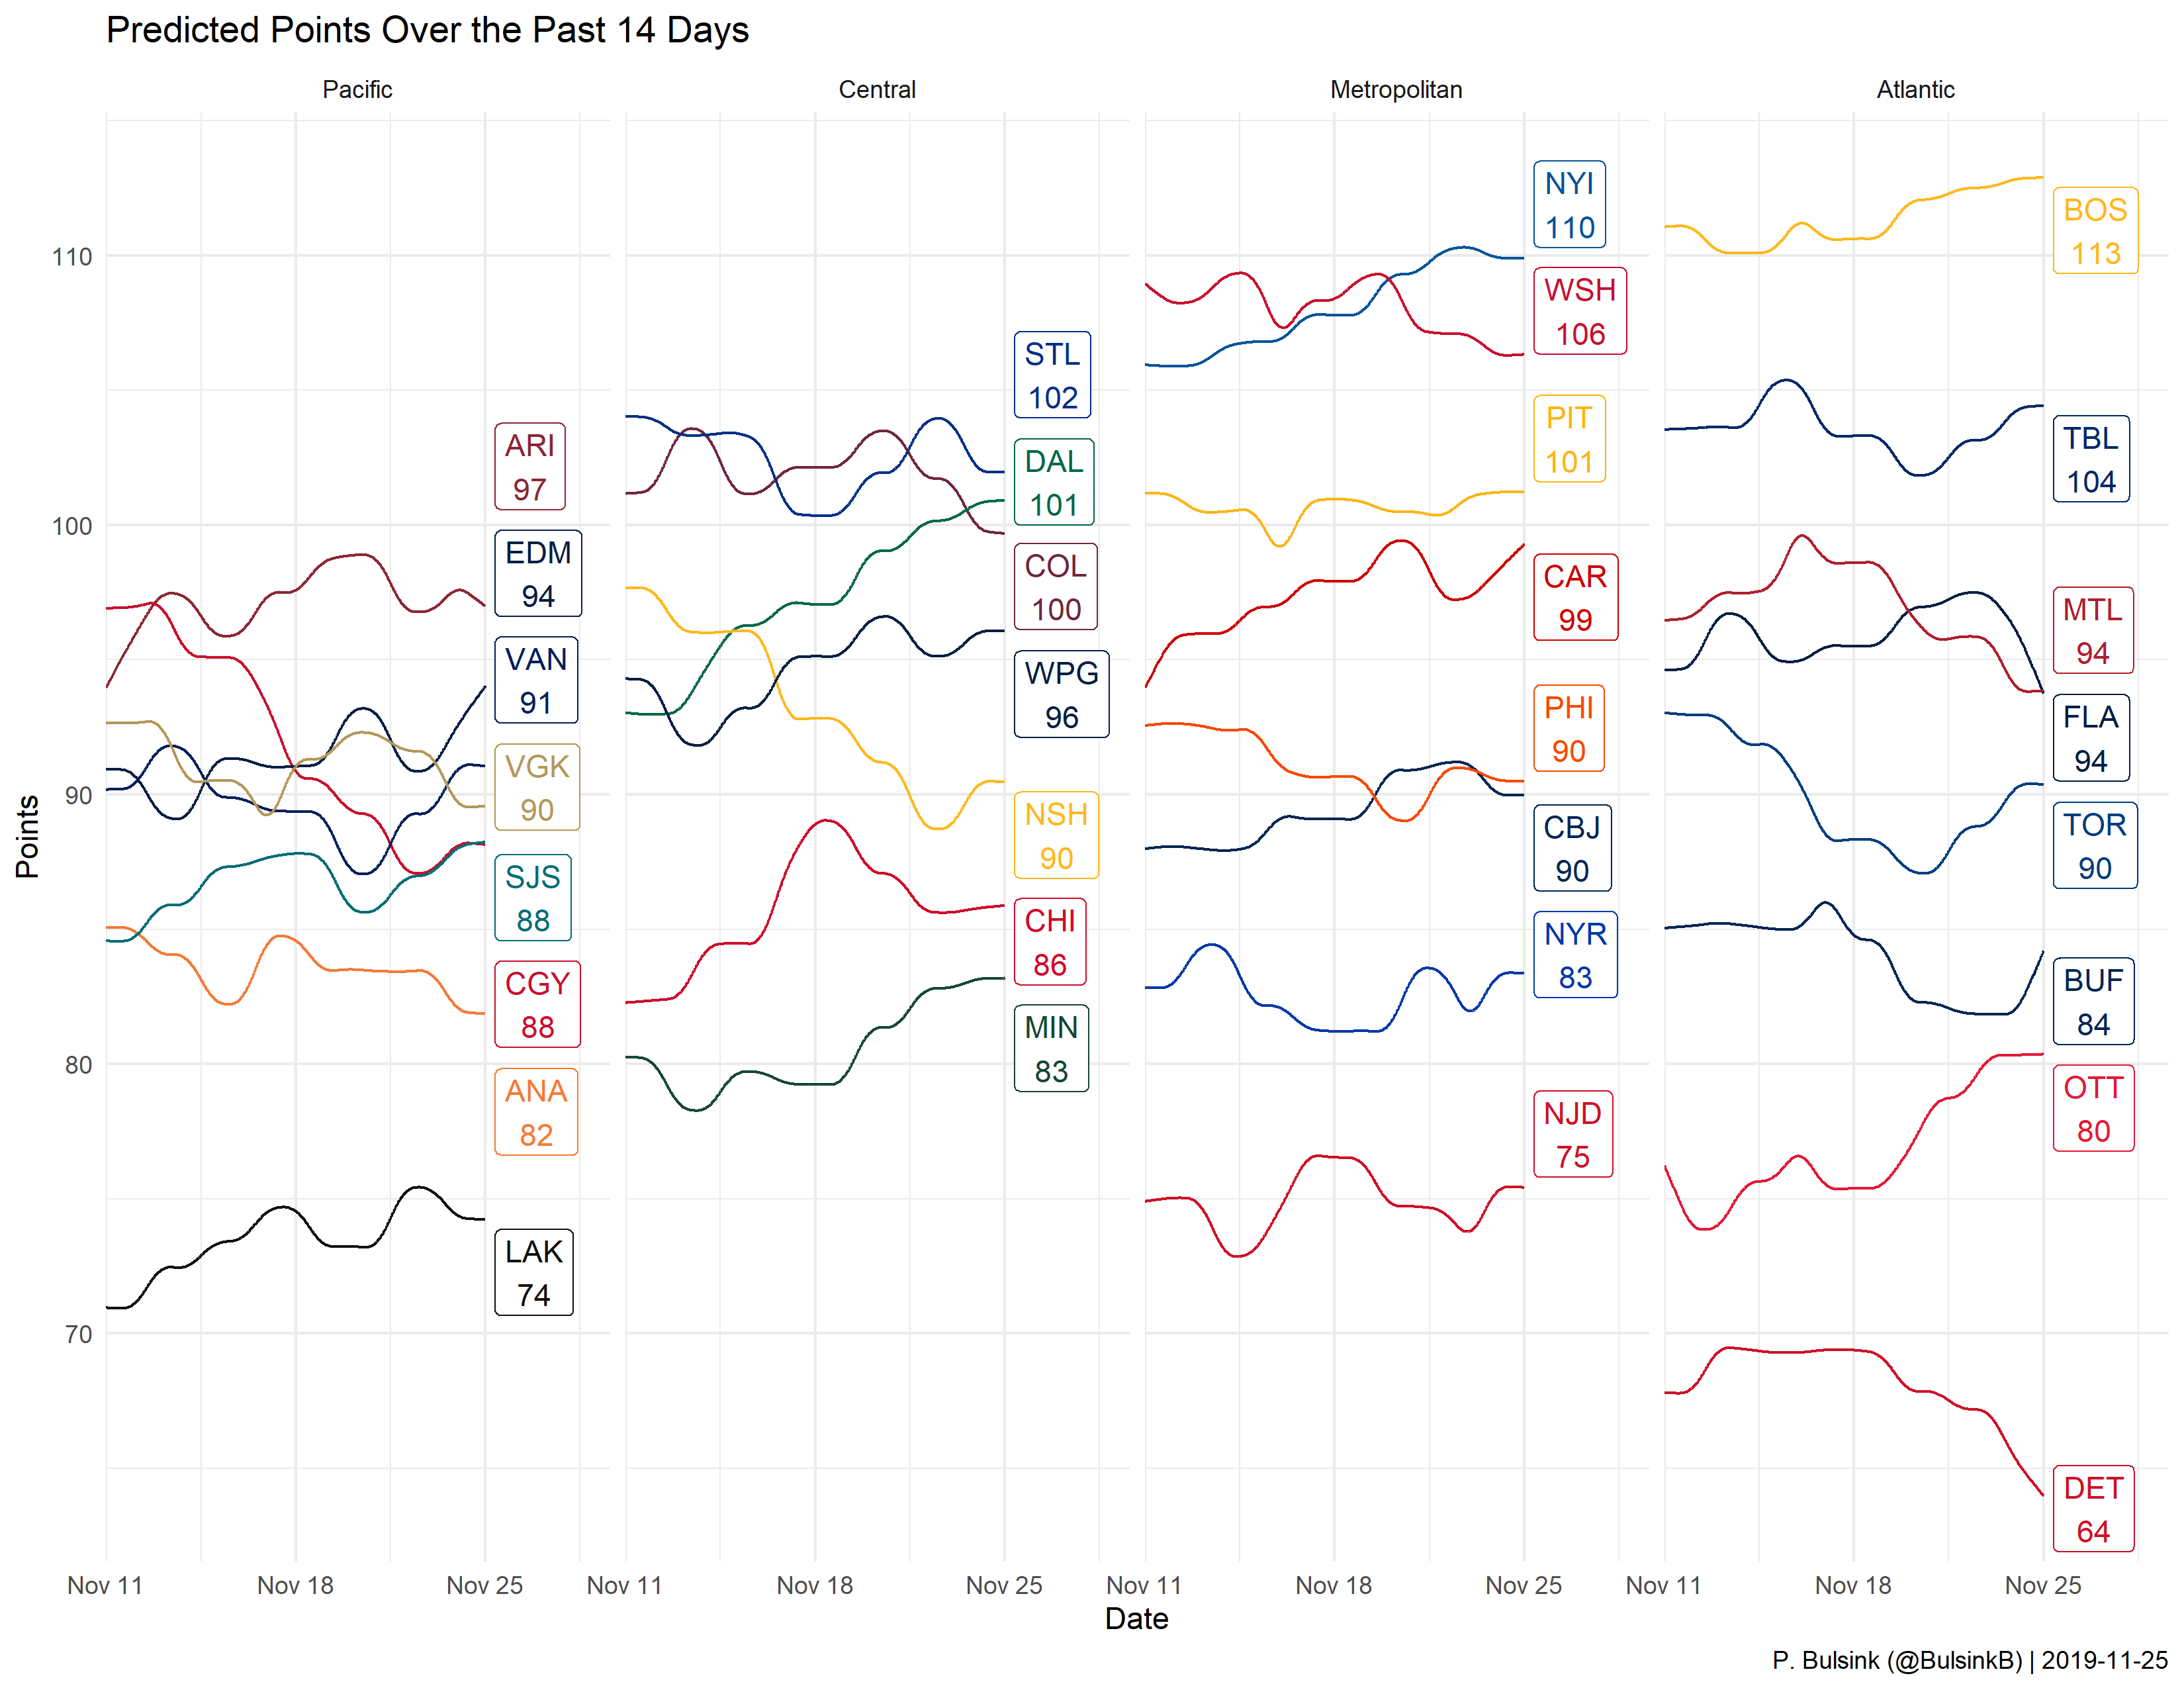 Predicted Points Over the Past 14 Days
Pacific
Central
Metropolitan
Atlantic
Points
110
100
90
80
70
ARI
97
EDM
94
VAN
91
VGK
90
SJS
88
CGY
88
ANA
82
LAK
74
STL
102
DAL
101
COL
100
WPG
96
NSH
90
CHI
86
MIN
83
NYI
110
WSH
106
PIT
101
CAR
99
PHI
90
CBJ
90
NYR
83
NJD
75
BOS
113
TBL
104
MTL
94
FLA
94
TOR
90
BUF
84
OTT
80
DET
64
Nov 11 Nov 18 Nov 25 Nov 11 Nov 18 Nov 25 Nov 11 Nov 18 Nov 25 Nov 11 Nov 18 Nov 25
Date
P. Bulsink (@BulsinkB) | 2019-11-25